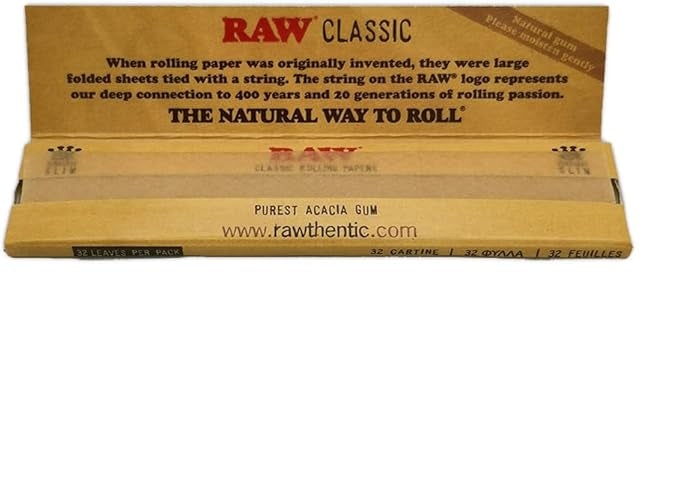 RAW® CLASSIC
Natural gum
Please moisten gently
When rolling paper was originally invented, they were large
folded sheets tied with a string. The string on the RAW® logo represents
our deep connection to 400 years and 20 generations of rolling passion.
THE NATURAL WAY TO ROLL®
RAW
CLASSIC ROLLING PAPERS
SLIM
SLIM
PUREST ACACIA GUM
www.rawthentic.com
32 LEAVES PER PACK
32 CARTINE | 32 ΦΥΛΛΑ | 32 FEUILLES